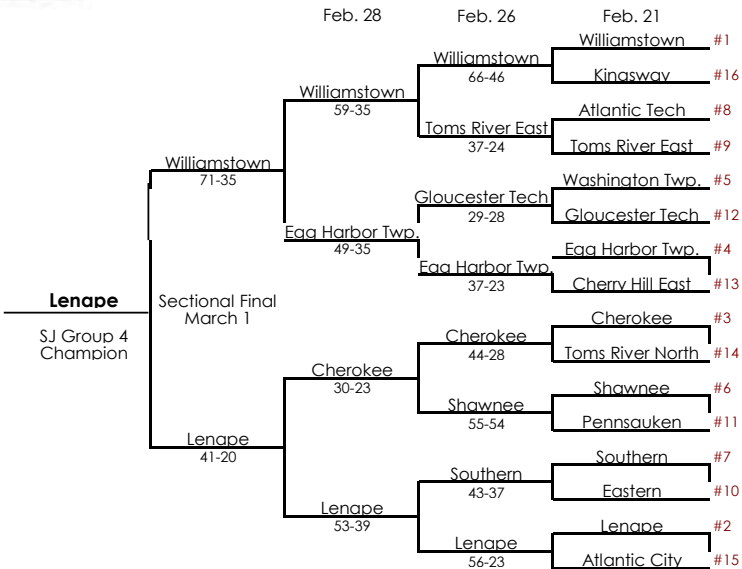 Feb. 28 Feb. 26 Feb. 21
Williamstown #1
Williamstown
66-46
Kingsway #16
Williamstown
59-35
Atlantic Tech #8
Toms River East
37-24
Toms River East #9
Williamstown
71-35
Washington Twp. #5
Gloucester Tech
29-28
Gloucester Tech #12
Egg Harbor Twp.
49-35
Egg Harbor Twp. #4
Egg Harbor Twp.
37-23
Cherry Hill East #13
Lenape
SJ Group 4
Champion
Sectional Final
March 1
Cherokee #3
Cherokee
44-28
Toms River North #14
Cherokee
30-23
Shawnee #6
Shawnee
55-54
Pennsauken #11
Lenape
41-20
Southern #7
Southern
43-37
Eastern #10
Lenape
53-39
Lenape #2
Lenape
56-23
Atlantic City #15